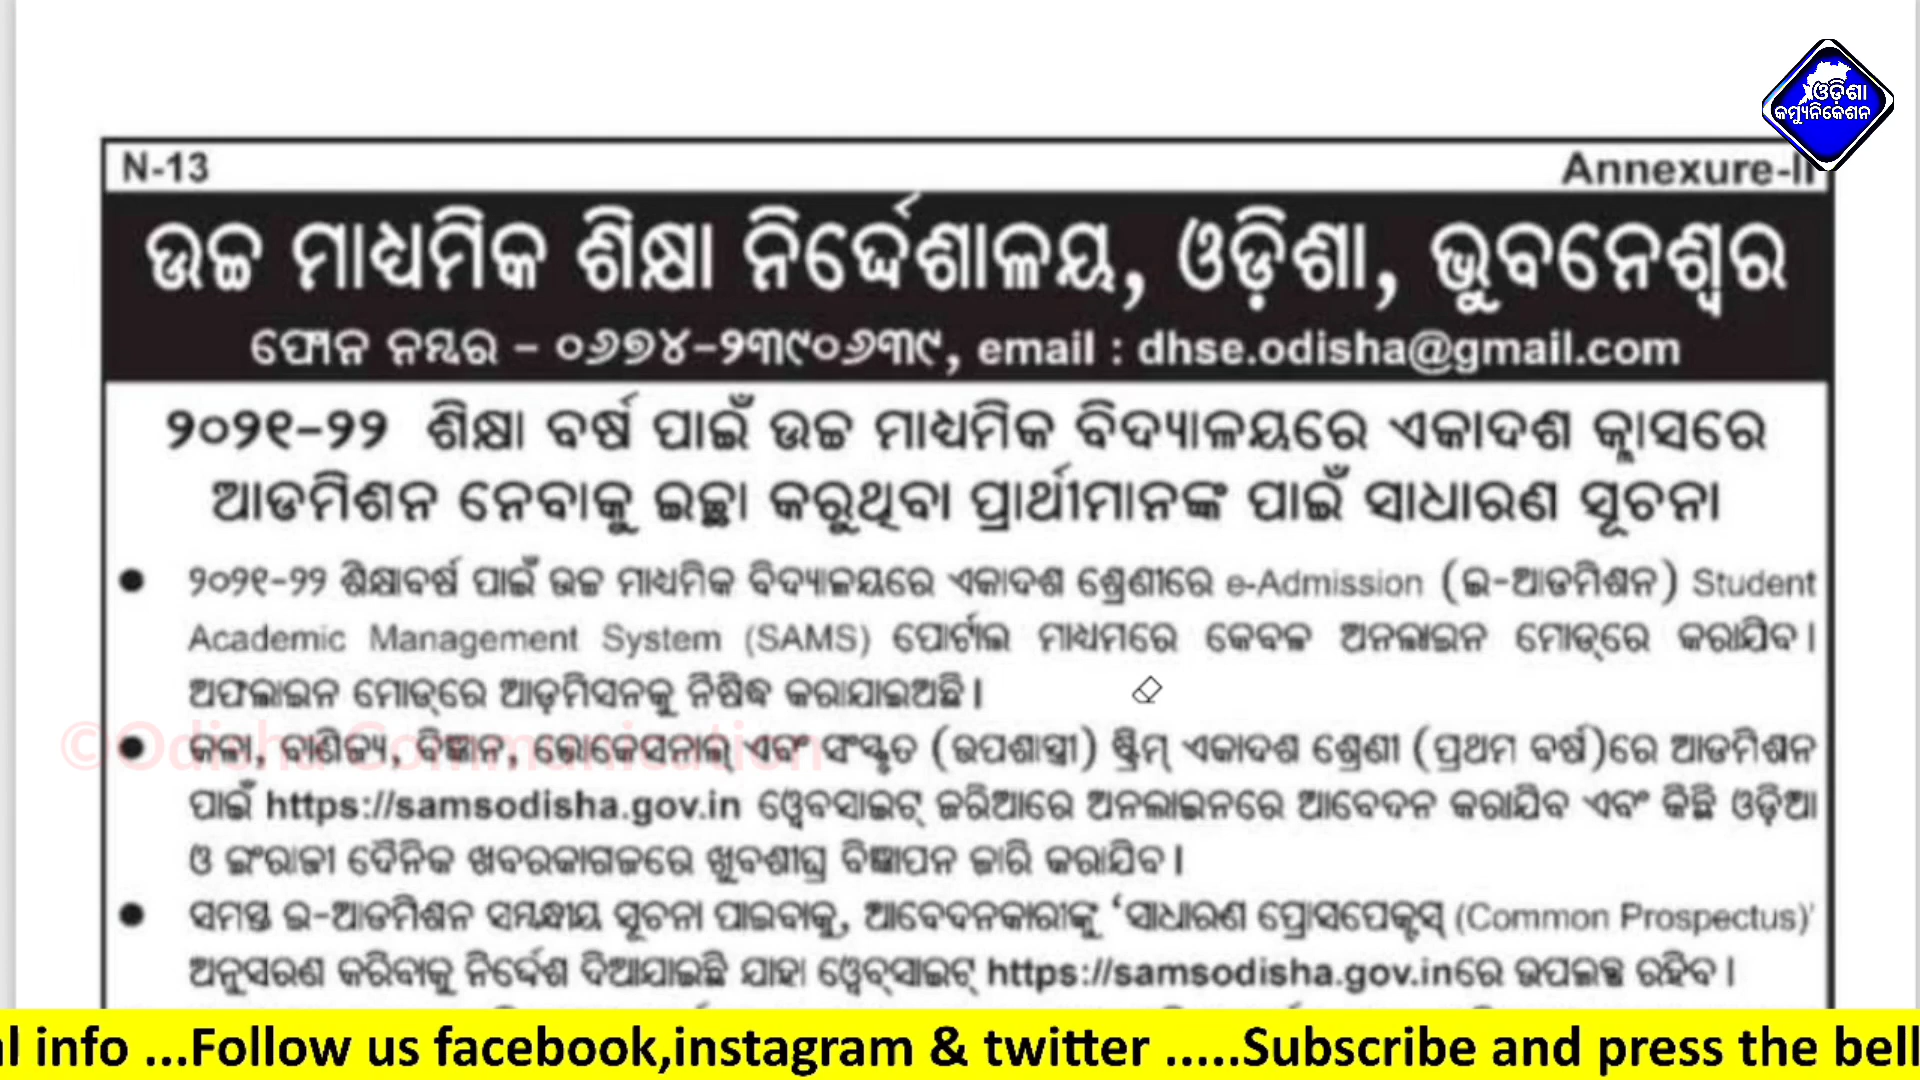 ଓଡ଼ିଶା
କମ୍ୟୁନିକେଶନ
N-13 Annexure-II
ଉଚ୍ଚ ମାଧ୍ୟମିକ ଶିକ୍ଷା ନିର୍ଦ୍ଦେଶାଳୟ, ଓଡ଼ିଶା, ଭୁବନେଶ୍ୱର
ଫୋନ ନମ୍ବର – ୦୬୭୪–୨୩୯୦୬୩୯, email : dhse.odisha@gmail.com
୨୦୨୧–୨୨ ଶିକ୍ଷା ବର୍ଷ ପାଇଁ ଉଚ୍ଚ ମାଧ୍ୟମିକ ବିଦ୍ୟାଳୟରେ ଏକାଦଶ କ୍ଲାସରେ
ଆଡମିଶନ ନେବାକୁ ଇଚ୍ଛା କରୁଥିବା ପ୍ରାର୍ଥୀମାନଙ୍କ ପାଇଁ ସାଧାରଣ ସୂଚନା
● ୨୦୨୧–୨୨ ଶିକ୍ଷାବର୍ଷ ପାଇଁ ଉଚ୍ଚ ମାଧ୍ୟମିକ ବିଦ୍ୟାଳୟରେ ଏକାଦଶ ଶ୍ରେଣୀରେ e-Admission (ଇ-ଆଡମିଶନ) Student
Academic Management System (SAMS) ପୋର୍ଟାଲ ମାଧ୍ୟମରେ କେବଳ ଅନଲାଇନ ମୋଡ୍‌ରେ କରାଯିବ।
ଅଫଲାଇନ ମୋଡ୍‌ରେ ଆଡ଼ମିସନକୁ ନିଷିଦ୍ଧ କରାଯାଇଅଛି।
● କଳା, ବାଣିଜ୍ୟ, ବିଜ୍ଞାନ, ଭୋକେସନାଲ୍ ଏବଂ ସଂସ୍କୃତ (ଉପଶାସ୍ତ୍ରୀ) ଷ୍ଟ୍ରିମ୍ ଏକାଦଶ ଶ୍ରେଣୀ (ପ୍ରଥମ ବର୍ଷ)ରେ ଆଡମିଶନ
ପାଇଁ https://samsodisha.gov.in ୱେବସାଇଟ୍ ଜରିଆରେ ଅନଲାଇନରେ ଆବେଦନ କରାଯିବ ଏବଂ କିଛି ଓଡ଼ିଆ
ଓ ଇଂରାଜୀ ଦୈନିକ ଖବରକାଗଜରେ ଖୁବଶୀଘ୍ର ବିଜ୍ଞାପନ ଜାରି କରାଯିବ।
● ସମସ୍ତ ଇ-ଆଡମିଶନ ସମ୍ବନ୍ଧୀୟ ସୂଚନା ପାଇବାକୁ, ଆବେଦନକାରୀଙ୍କୁ ‘ସାଧାରଣ ପ୍ରୋସପେକ୍ଟସ୍ (Common Prospectus)’
ଅନୁସରଣ କରିବାକୁ ନିର୍ଦ୍ଦେଶ ଦିଆଯାଇଛି ଯାହା ୱେବ୍‌ସାଇଟ୍ https://samsodisha.gov.inରେ ଉପଲବ୍ଧ ରହିବ।
©Odisha Communication
al info ...Follow us facebook,instagram & twitter .....Subscribe and press the bell